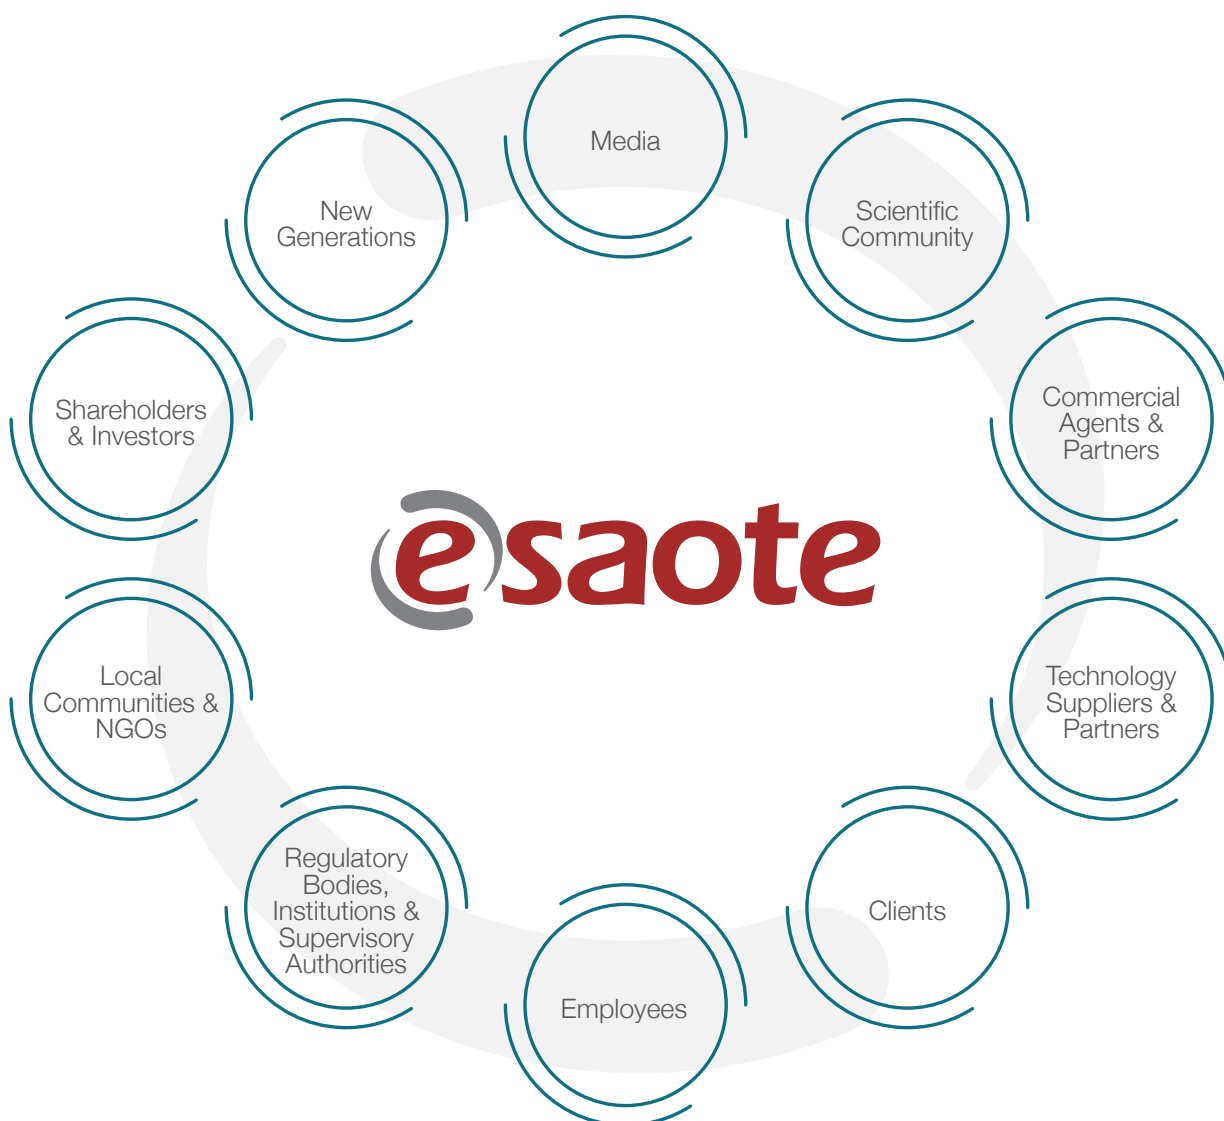 Media
New
Generations
Scientific
Community
Shareholders
& Investors
Commercial
Agents &
Partners
esaote
Local
Communities &
NGOs
Technology
Suppliers &
Partners
Regulatory
Bodies,
Institutions &
Supervisory
Authorities
Clients
Employees